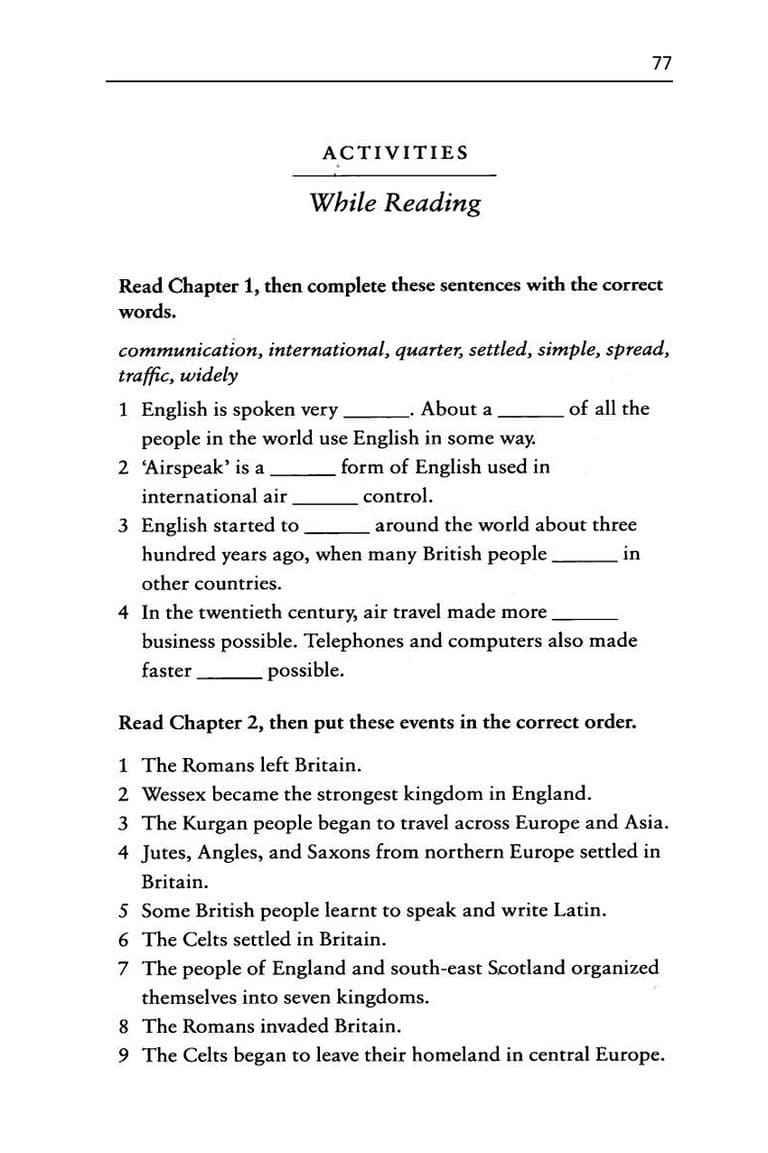 77
ACTIVITIES
While Reading
Read Chapter 1, then complete these sentences with the correct
words.
communication, international, quarter, settled, simple, spread,
traffic, widely
1 English is spoken very ______. About a ______ of all the
people in the world use English in some way.
2 ‘Airspeak’ is a ______ form of English used in
international air ______ control.
3 English started to ______ around the world about three
hundred years ago, when many British people ______ in
other countries.
4 In the twentieth century, air travel made more ______
business possible. Telephones and computers also made
faster ______ possible.
Read Chapter 2, then put these events in the correct order.
1 The Romans left Britain.
2 Wessex became the strongest kingdom in England.
3 The Kurgan people began to travel across Europe and Asia.
4 Jutes, Angles, and Saxons from northern Europe settled in
Britain.
5 Some British people learnt to speak and write Latin.
6 The Celts settled in Britain.
7 The people of England and south-east Scotland organized
themselves into seven kingdoms.
8 The Romans invaded Britain.
9 The Celts began to leave their homeland in central Europe.